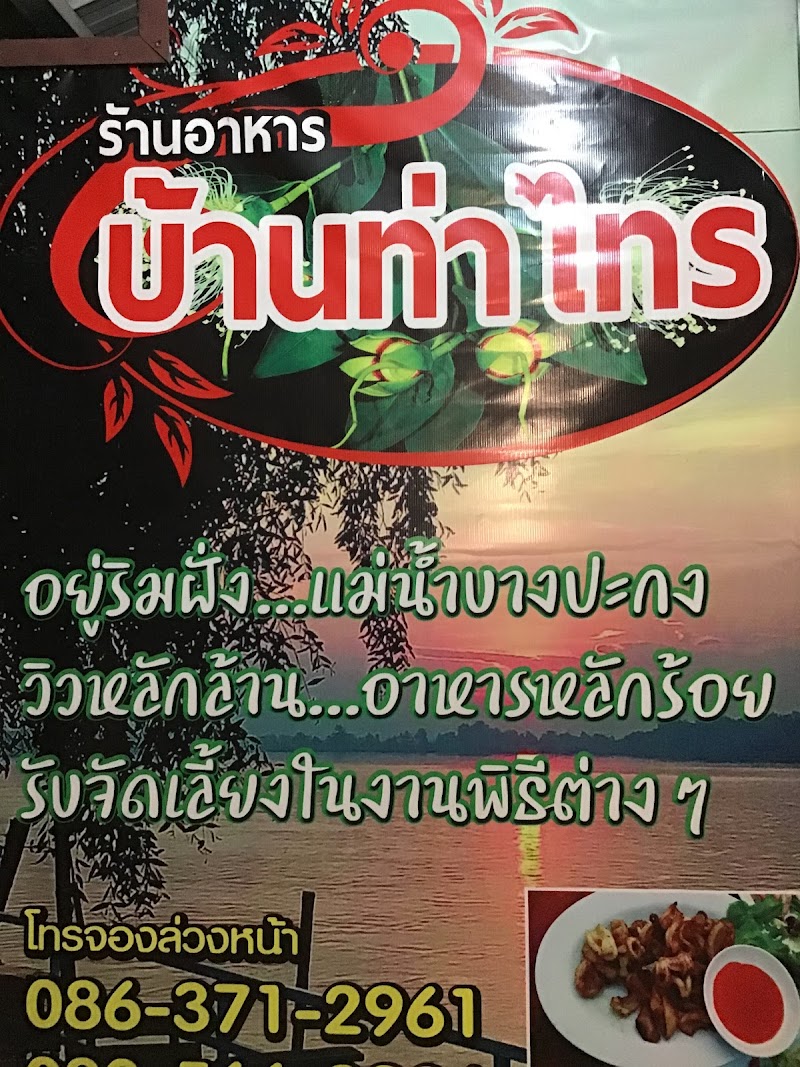 ร้านอาหาร
บ้านท่าไทร
อยู่ริมฝั่ง...แม่น้ำบางปะกง
วิวหลักล้าน...อาหารหลักร้อย
รับจัดเลี้ยงในงานพิธีต่าง ๆ
โทรจองล่วงหน้า
086-371-2961